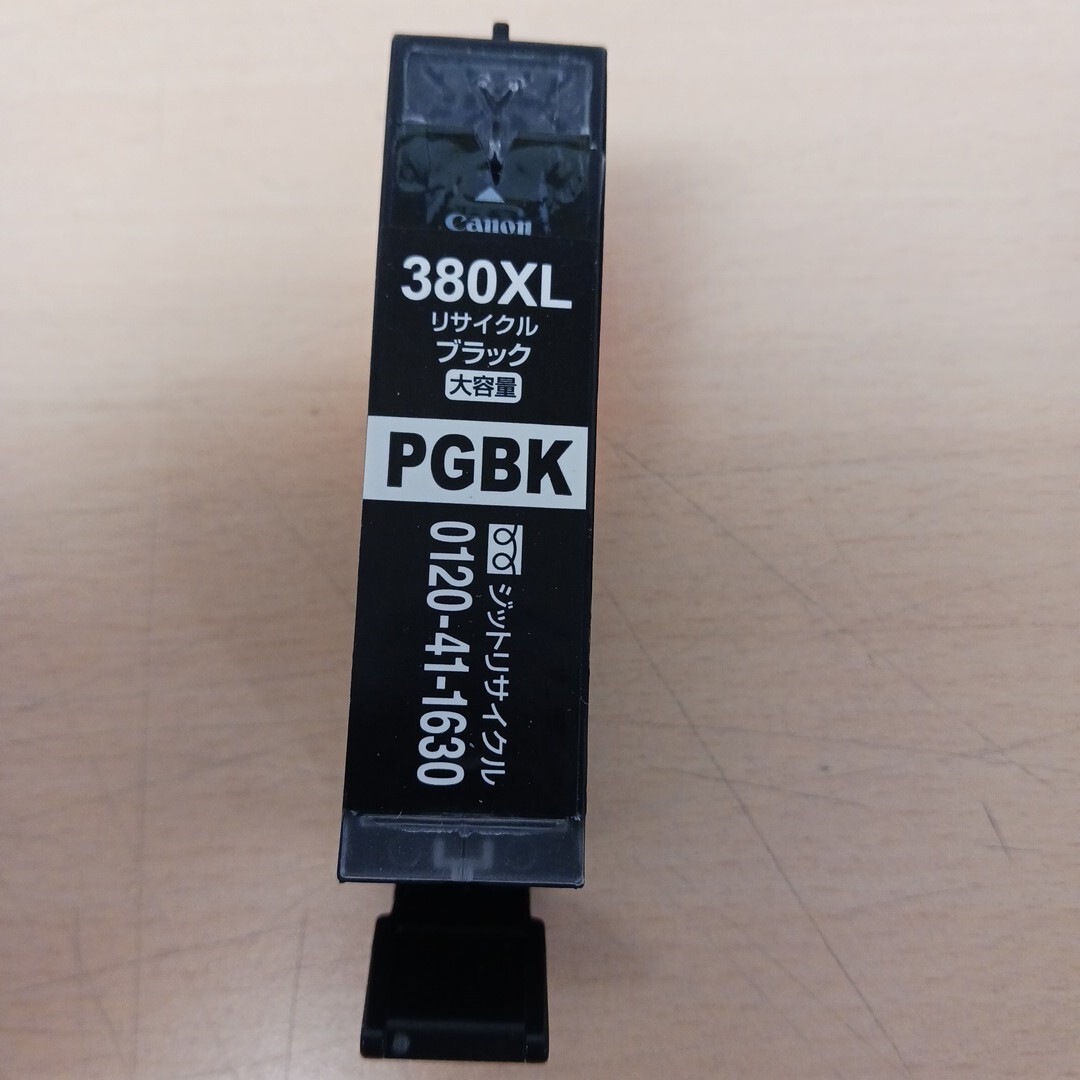 Canon
380XL
リサイクル
ブラック
大容量
PGBK
ジットリサイクル
0120-41-1630